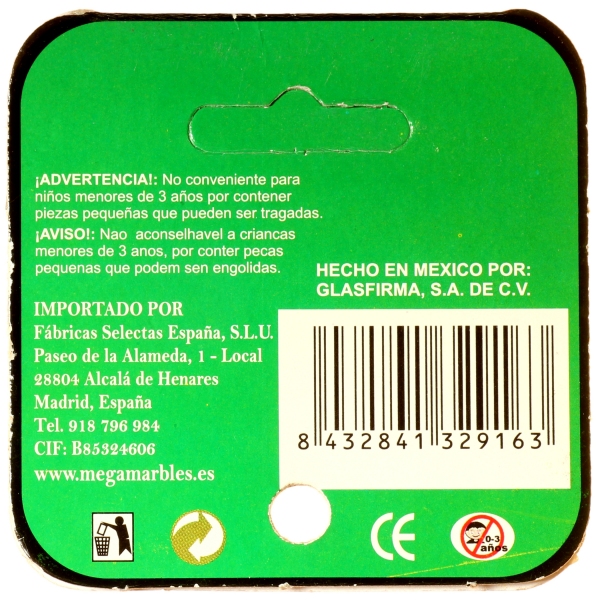 ¡ADVERTENCIA!: No conveniente para
niños menores de 3 años por contener
piezas pequeñas que pueden ser tragadas.
¡AVISO!: Nao aconselhavel a criancas
menores de 3 anos, por conter pecas
pequenas que podem sen engolidas.
HECHO EN MEXICO POR:
GLASFIRMA, S.A. DE C.V.
IMPORTADO POR
Fábricas Selectas España, S.L.U.
Paseo de la Alameda, 1 - Local
28804 Alcalá de Henares
Madrid, España
Tel. 918 796 984
CIF: B85324606
www.megamarbles.es
8 432841 329163
CE
0-3
años